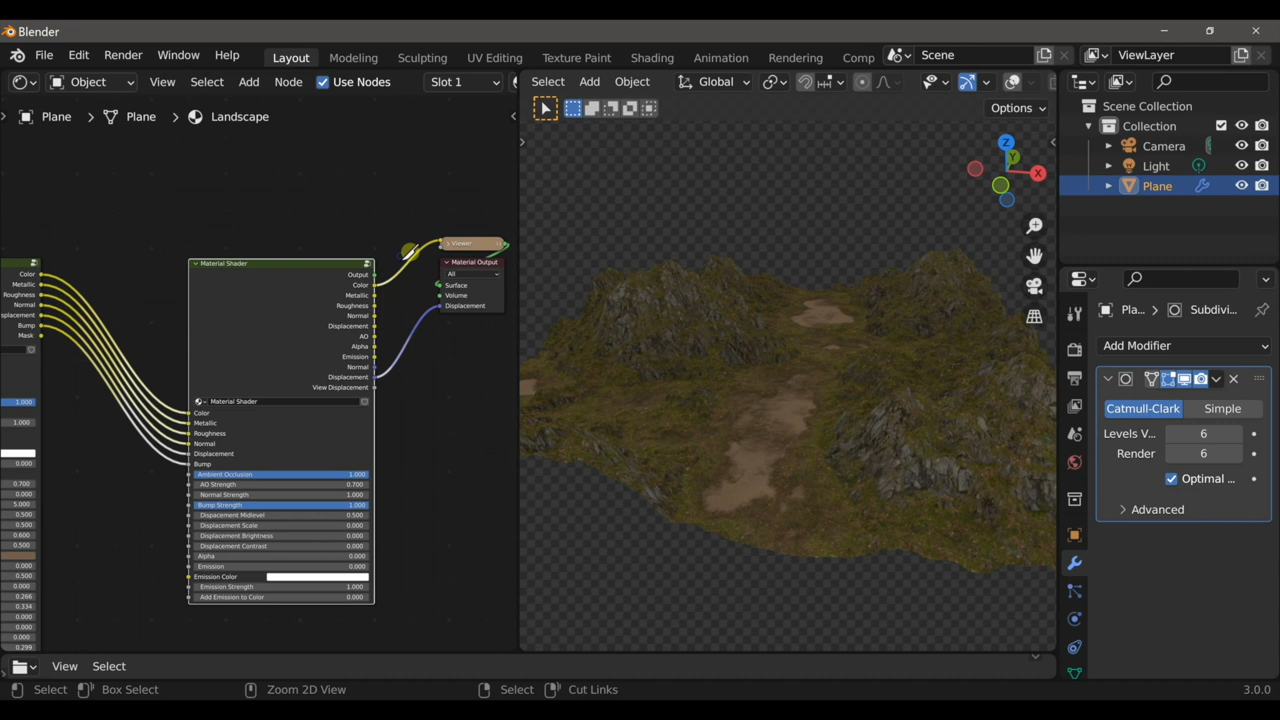 Blender
File Edit Render Window Help Layout Modeling Sculpting UV Editing Texture Paint Shading Animation Rendering Comp Scene ViewLayer
Object View Select Add Node Use Nodes Slot 1 Select Add Object Global
Options
Plane > Plane > Landscape
Scene Collection
Collection
Camera
Light
Plane
Z
Y
X
Viewer
Material Output
All
Surface
Volume
Displacement
Color
Metallic
Roughness
Normal
splacement
Bump
Mask
1.000
1.000
0.000
0.700
0.000
5.000
0.500
0.500
0.600
0.500
0.000
0.500
0.000
0.266
0.334
0.000
0.000
0.000
0.299
Material Shader
Output
Color
Metallic
Roughness
Normal
Displacement
AO
Alpha
Emission
Normal
Displacement
View Displacement
Material Shader
Color
Metallic
Roughness
Normal
Displacement
Bump
Ambient Occlusion 1.000
AO Strength 0.700
Normal Strength 1.000
Bump Strength 1.000
Dispacement Midlevel 0.500
Displacement Scale 0.000
Displacement Brightness 0.000
Displacement Contrast 0.000
Alpha 0.000
Emission 0.000
Emission Color
Emission Strength 1.000
Add Emission to Color 0.000
Pla... > Subdivi...
Add Modifier
Catmull-Clark Simple
Levels V... 6
Render 6
Optimal ...
> Advanced
View Select
Select Box Select Zoom 2D View Select Cut Links 3.0.0